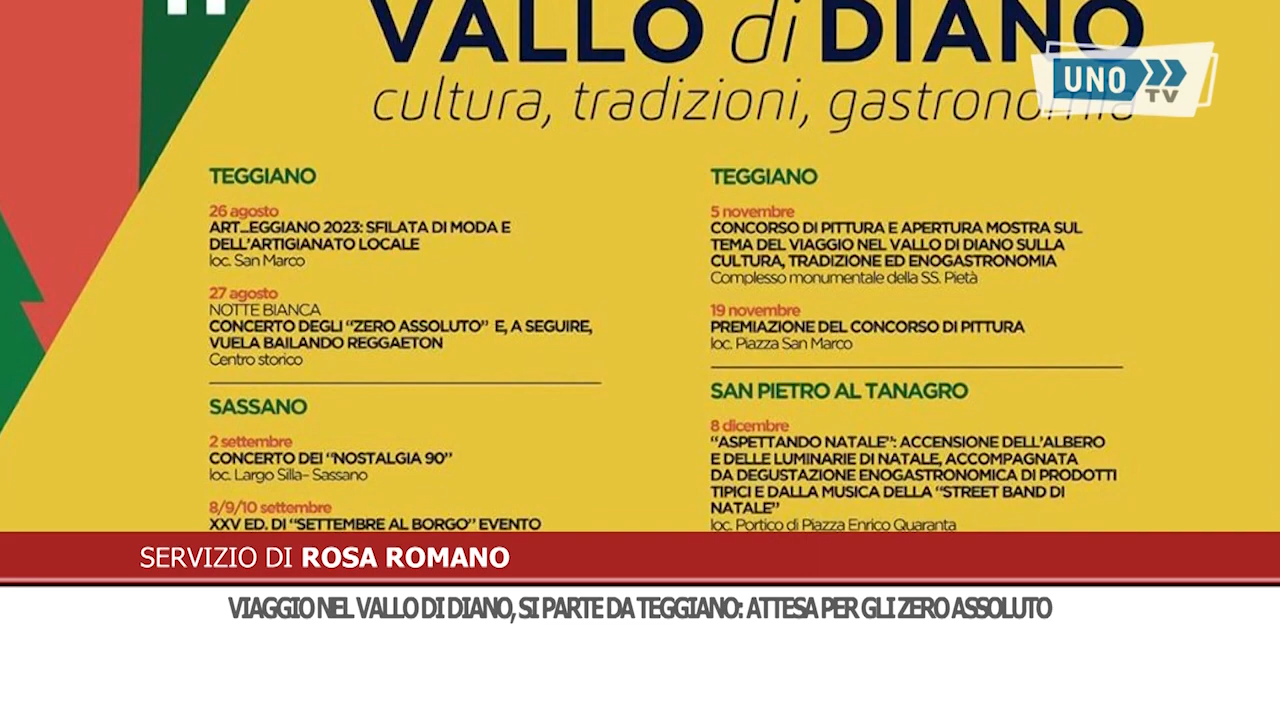 VALLO di DIANO
cultura, tradizioni, gastronomia
UNO
TV
TEGGIANO
26 agosto
ART_EGGIANO 2023: SFILATA DI MODA E
DELL'ARTIGIANATO LOCALE
loc. San Marco
27 agosto
NOTTE BIANCA
CONCERTO DEGLI "ZERO ASSOLUTO" E, A SEGUIRE,
VUELA BAILANDO REGGAETON
Centro storico
SASSANO
2 settembre
CONCERTO DEI "NOSTALGIA 90"
loc. Largo Silla- Sassano
8/9/10 settembre
XXV ED. DI "SETTEMBRE AL BORGO" EVENTO
TEGGIANO
5 novembre
CONCORSO DI PITTURA E APERTURA MOSTRA SUL
TEMA DEL VIAGGIO NEL VALLO DI DIANO SULLA
CULTURA, TRADIZIONE ED ENOGASTRONOMIA
Complesso monumentale della SS. Pietà
19 novembre
PREMIAZIONE DEL CONCORSO DI PITTURA
loc. Piazza San Marco
SAN PIETRO AL TANAGRO
8 dicembre
"ASPETTANDO NATALE": ACCENSIONE DELL'ALBERO
E DELLE LUMINARIE DI NATALE, ACCOMPAGNATA
DA DEGUSTAZIONE ENOGASTRONOMICA DI PRODOTTI
TIPICI E DALLA MUSICA DELLA "STREET BAND DI
NATALE"
loc. Portico di Piazza Enrico Quaranta
SERVIZIO DI ROSA ROMANO
VIAGGIO NEL VALLO DI DIANO, SI PARTE DA TEGGIANO: ATTESA PER GLI ZERO ASSOLUTO